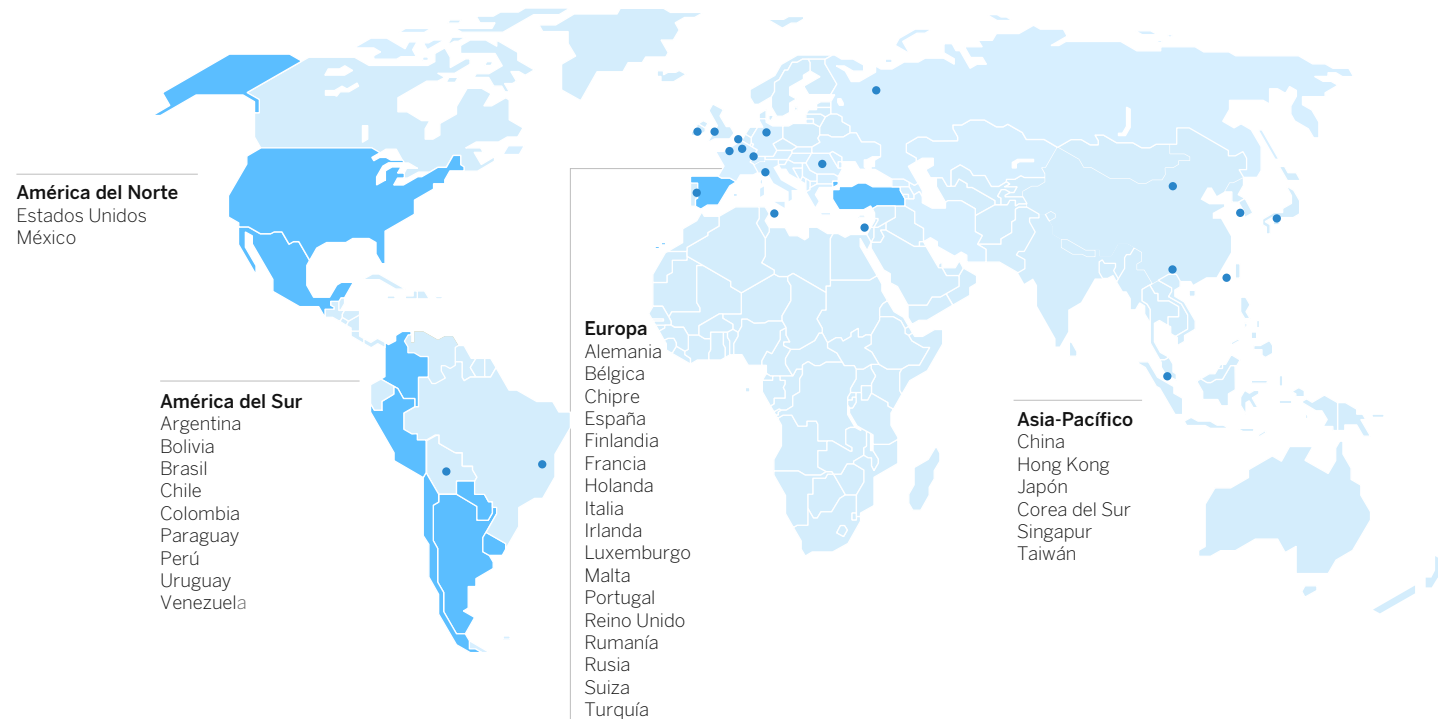 América del Norte
Estados Unidos
México
América del Sur
Argentina
Bolivia
Brasil
Chile
Colombia
Paraguay
Perú
Uruguay
Venezuela
Europa
Alemania
Bélgica
Chipre
España
Finlandia
Francia
Holanda
Italia
Irlanda
Luxemburgo
Malta
Portugal
Reino Unido
Rumanía
Rusia
Suiza
Turquía
Asia-Pacífico
China
Hong Kong
Japón
Corea del Sur
Singapur
Taiwán